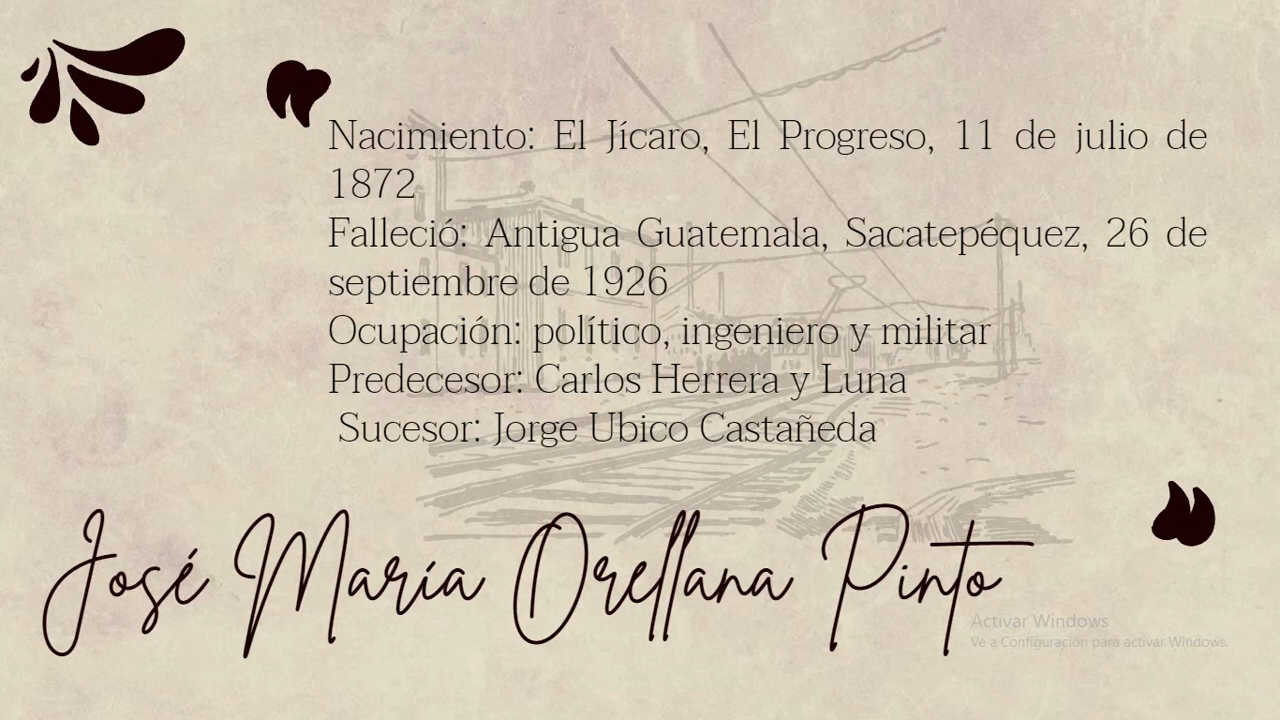 Nacimiento: El Jícaro, El Progreso, 11 de julio de
1872
Falleció: Antigua Guatemala, Sacatepéquez, 26 de
septiembre de 1926
Ocupación: político, ingeniero y militar
Predecesor: Carlos Herrera y Luna
Sucesor: Jorge Ubico Castañeda
José María Orellana Pinto
Activar Windows
Ve a Configuración para activar Windows.